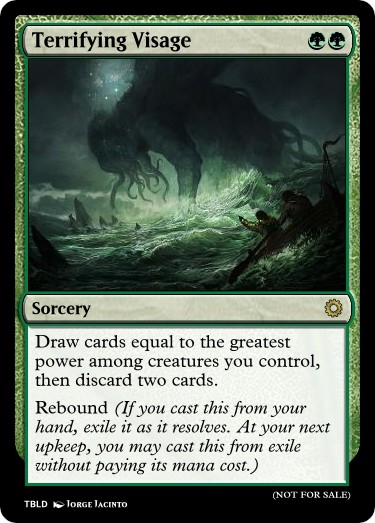 Terrifying Visage
Sorcery
Draw cards equal to the greatest
power among creatures you control,
then discard two cards.
Rebound (If you cast this from your
hand, exile it as it resolves. At your next
upkeep, you may cast this from exile
without paying its mana cost.)
(NOT FOR SALE)
TBLD Jorge Jacinto